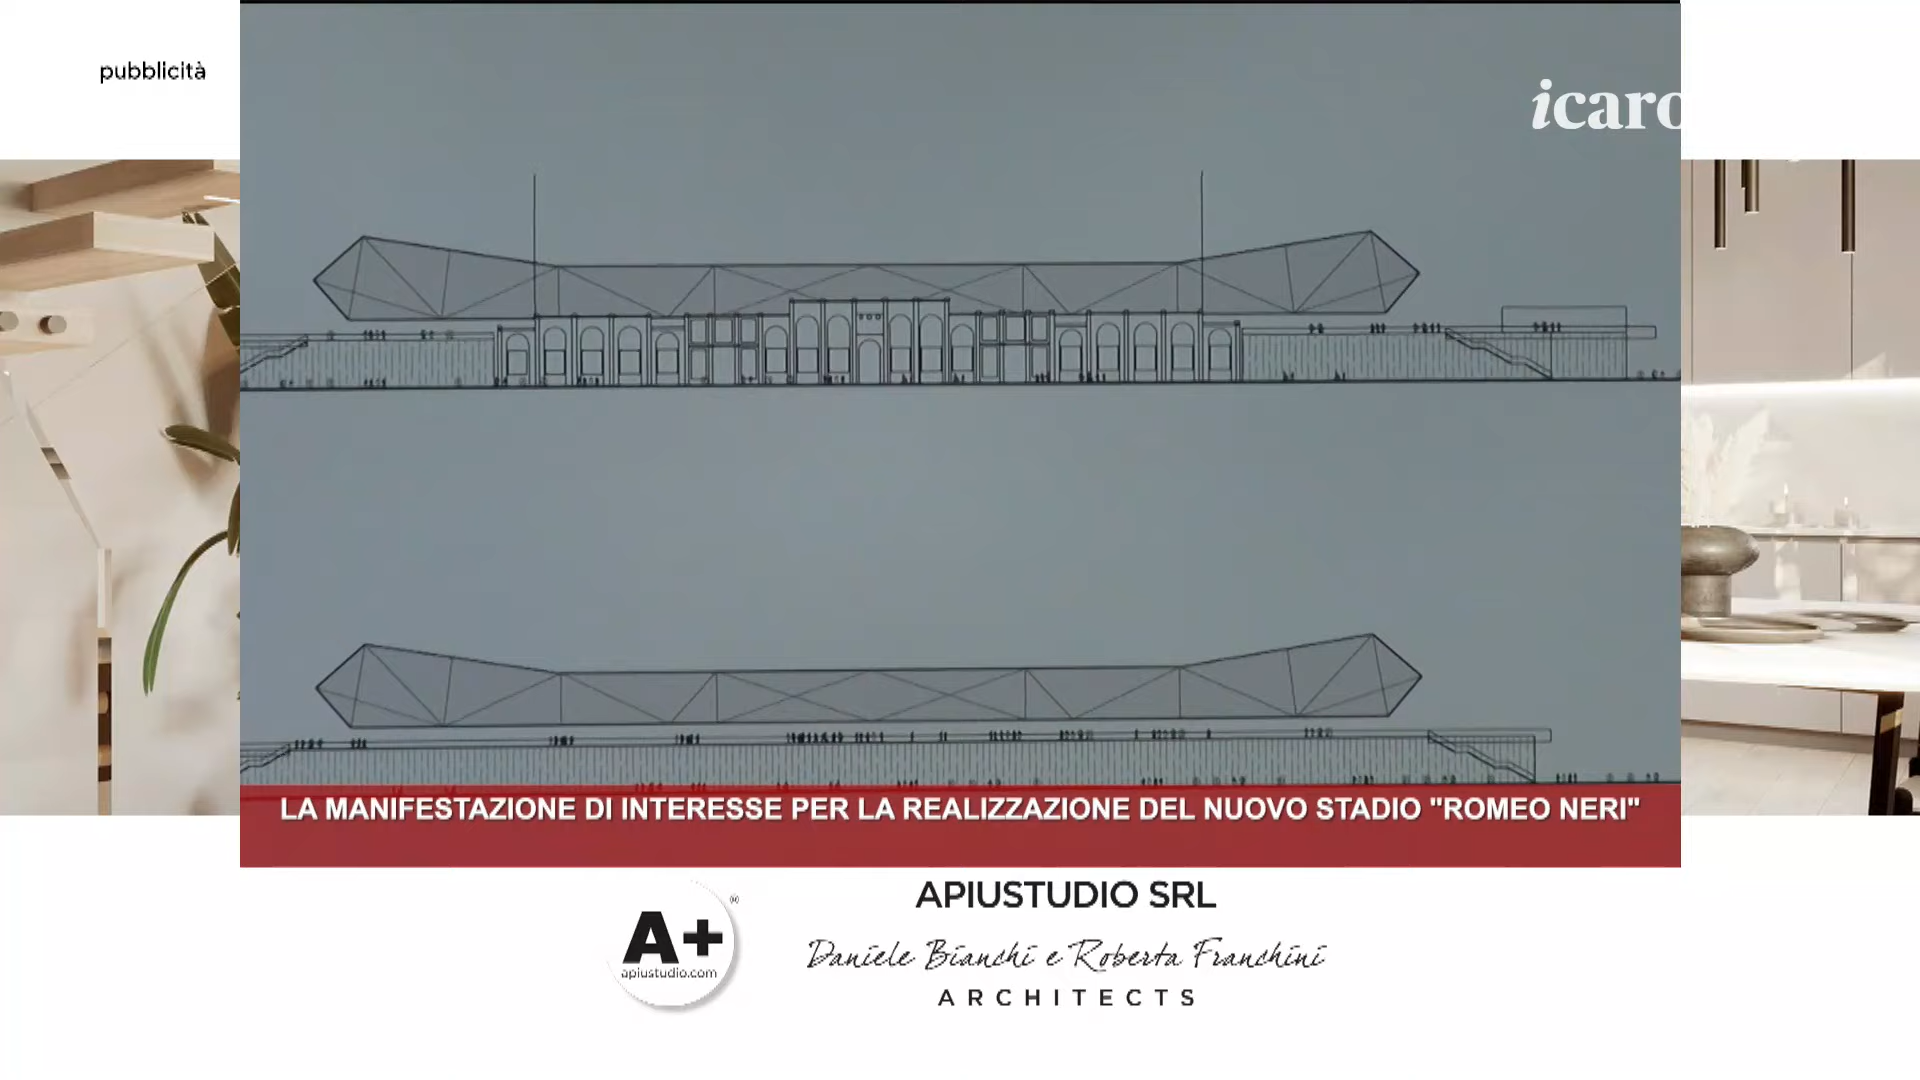 pubblicità
icaro
LA MANIFESTAZIONE DI INTERESSE PER LA REALIZZAZIONE DEL NUOVO STADIO "ROMEO NERI"
A+®
apiustudio.com
APIUSTUDIO SRL
Daniele Bianchi e Roberta Franchini
ARCHITECTS